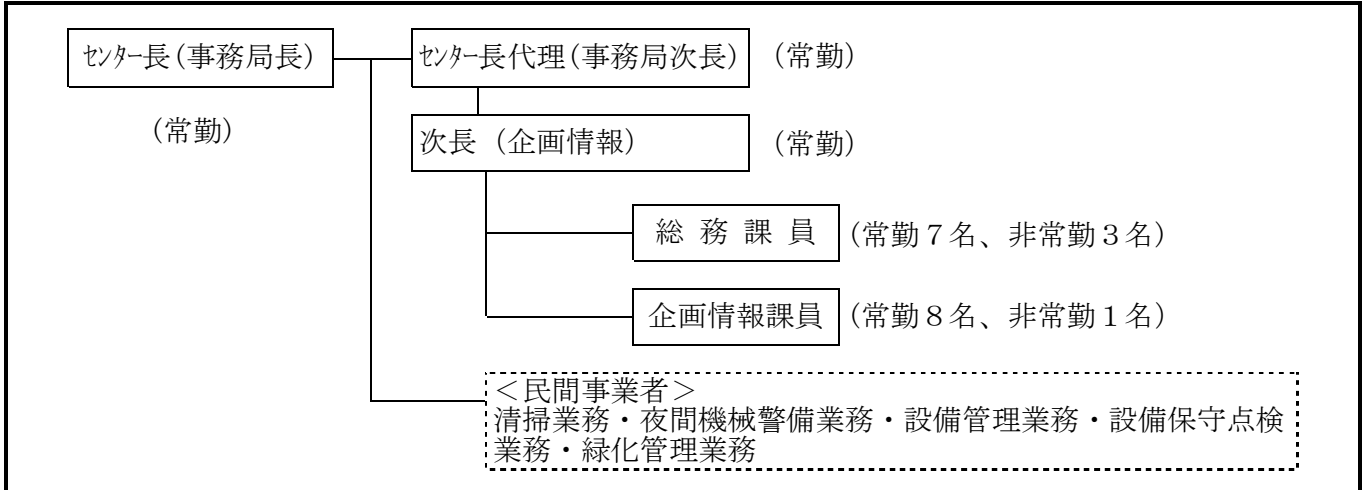 ｾﾝﾀｰ長(事務局長)
ｾﾝﾀｰ長代理(事務局次長)
(常勤)
(常勤)
次長 (企画情報)
(常勤)
総 務 課 員
(常勤７名、非常勤３名)
企画情報課員
(常勤８名、非常勤１名)
＜民間事業者＞
清掃業務・夜間機械警備業務・設備管理業務・設備保守点検
業務・緑化管理業務